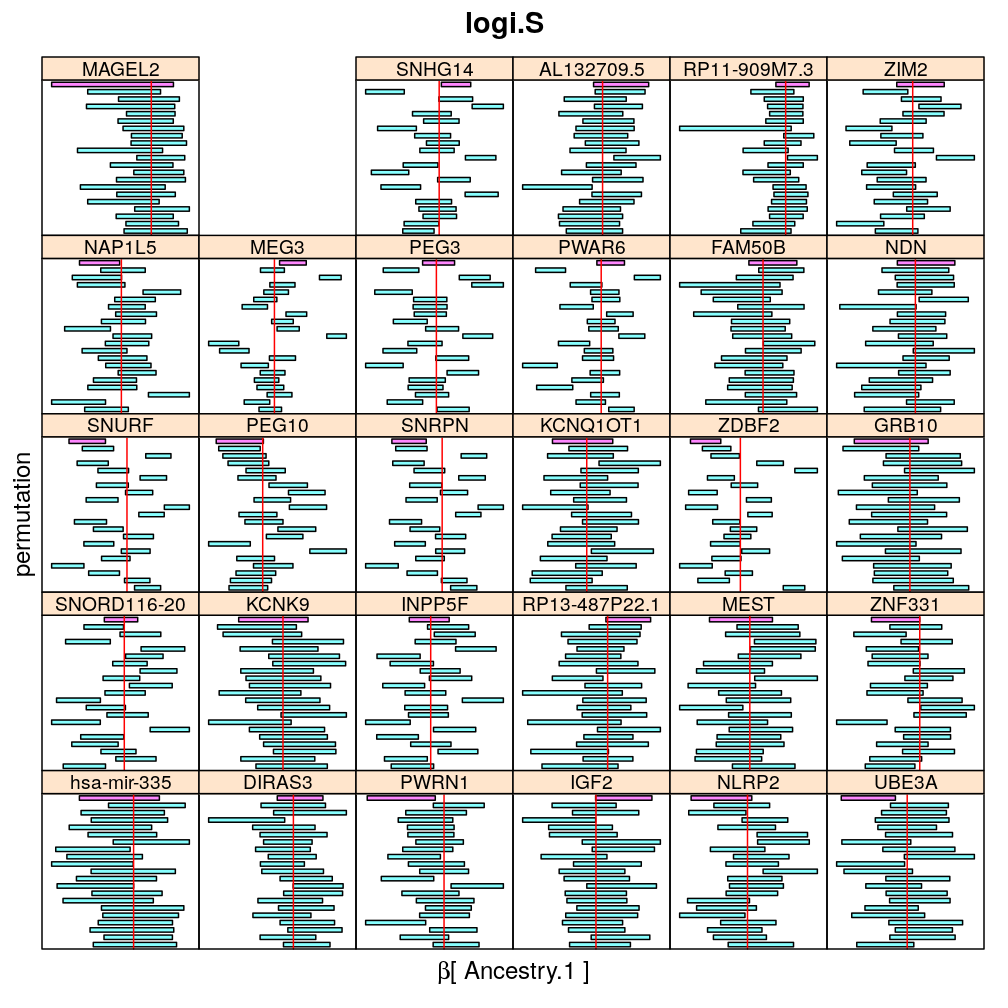 logi.S
MAGEL2 SNHG14 AL132709.5 RP11-909M7.3 ZIM2
NAP1L5 MEG3 PEG3 PWAR6 FAM50B NDN
SNURF PEG10 SNRPN KCNQ1OT1 ZDBF2 GRB10
SNORD116-20 KCNK9 INPP5F RP13-487P22.1 MEST ZNF331
hsa-mir-335 DIRAS3 PWRN1 IGF2 NLRP2 UBE3A
permutation
β[ Ancestry.1 ]